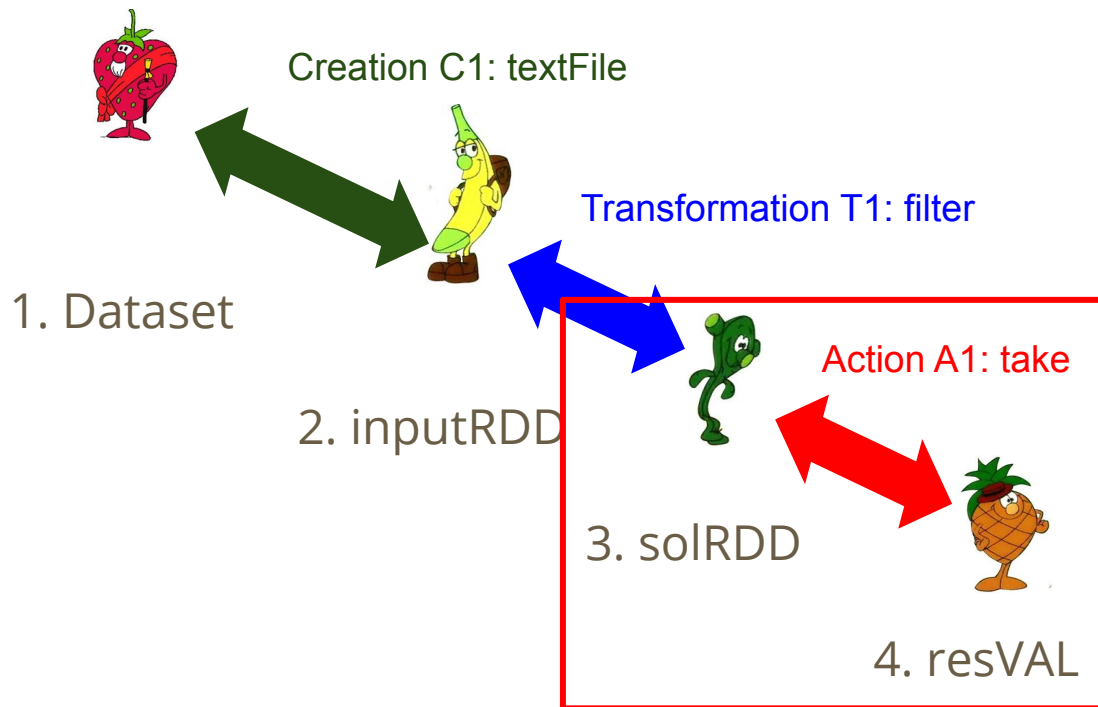 Creation C1: textFile
Transformation T1: filter
1. Dataset
Action A1: take
2. inputRDD
3. solRDD
4. resVAL